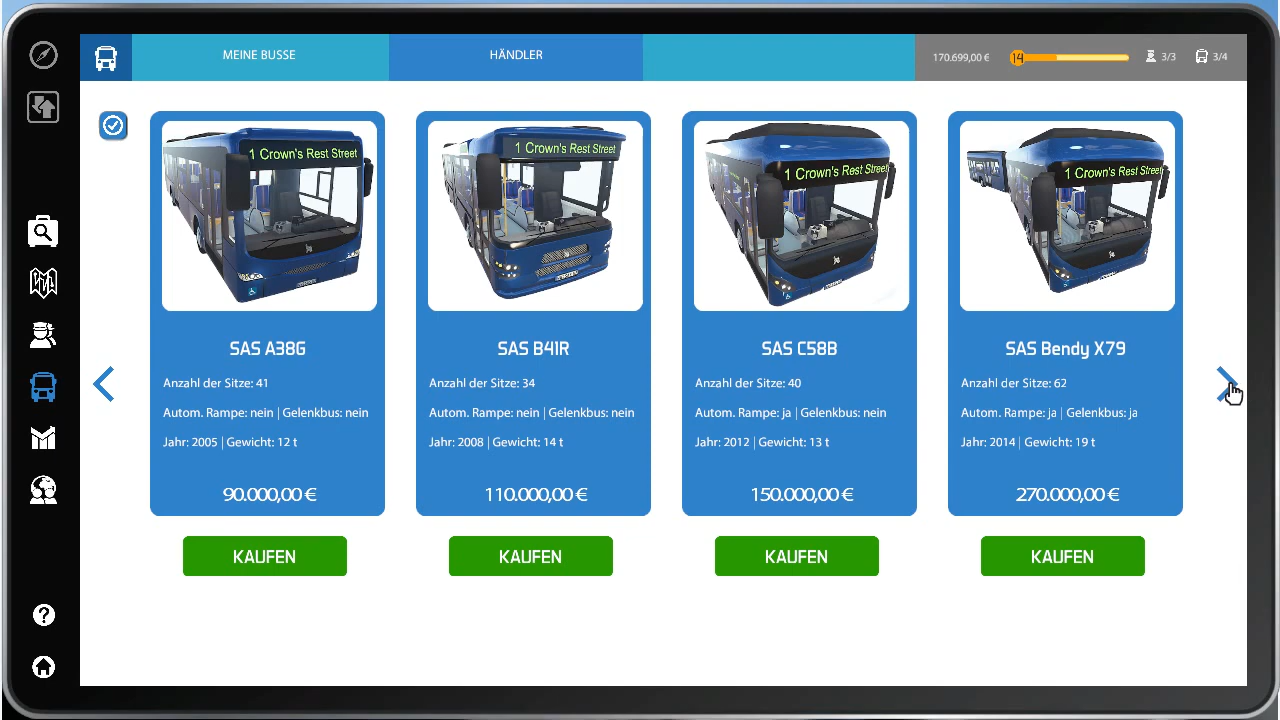 MEINE BUSSE
HÄNDLER
170.699,00 €
14
3/3
3/4
1 Crown's Rest Street
1 Crown's Rest Street
1 Crown's Rest Street
1 Crown's Rest Street
SAS A38G
Anzahl der Sitze: 41
Autom. Rampe: nein | Gelenkbus: nein
Jahr: 2005 | Gewicht: 12 t
90.000,00 €
KAUFEN
SAS B41R
Anzahl der Sitze: 34
Autom. Rampe: nein | Gelenkbus: nein
Jahr: 2008 | Gewicht: 14 t
110.000,00 €
KAUFEN
SAS C58B
Anzahl der Sitze: 40
Autom. Rampe: ja | Gelenkbus: nein
Jahr: 2012 | Gewicht: 13 t
150.000,00 €
KAUFEN
SAS Bendy X79
Anzahl der Sitze: 62
Autom. Rampe: ja | Gelenkbus: ja
Jahr: 2014 | Gewicht: 19 t
270.000,00 €
KAUFEN